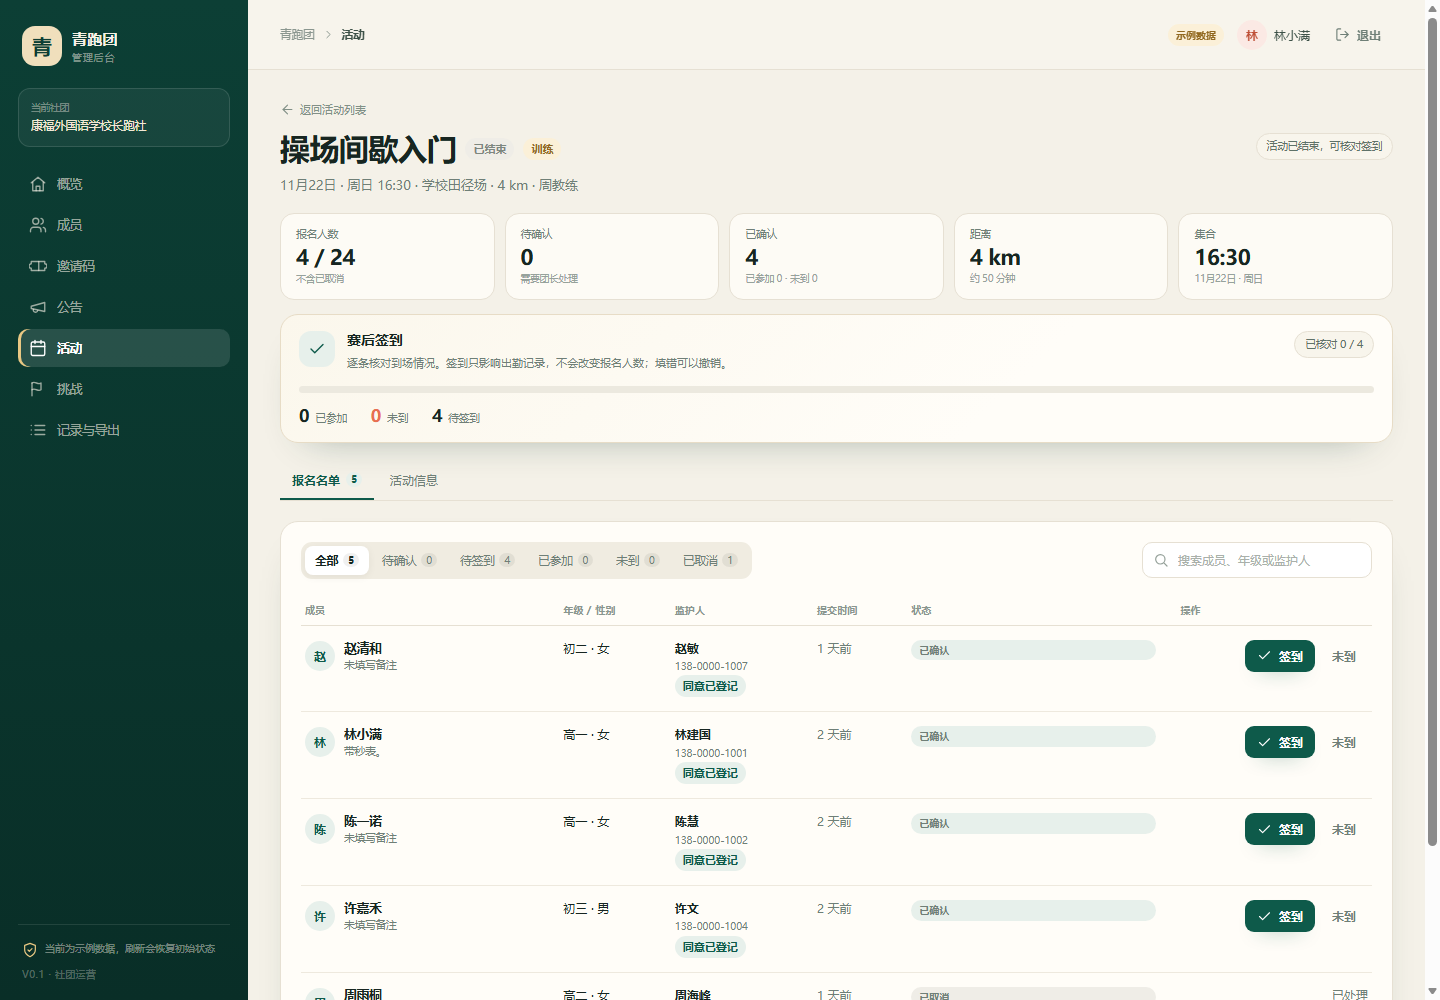 青
青跑团
管理后台
当前社团
康福外国语学校长跑社
概览
成员
邀请码
公告
活动
挑战
记录与导出
当前为示例数据，刷新会恢复初始状态
V0.1 · 社团运营
青跑团 > 活动
示例数据
林 林小满
退出
← 返回活动列表
操场间歇入门 已结束 训练
活动已结束，可核对签到
11月22日 · 周日 16:30 · 学校田径场 · 4 km · 周教练
报名人数
4 / 24
不含已取消
待确认
0
需要团长处理
已确认
4
已参加 0 · 未到 0
距离
4 km
约 50 分钟
集合
16:30
11月22日 · 周日
赛后签到
逐条核对到场情况。签到只影响出勤记录，不会改变报名人数；填错可以撤销。
已核对 0 / 4
0 已参加 0 未到 4 待签到
报名名单 5 活动信息
全部 5 待确认 0 待签到 4 已参加 0 未到 0 已取消 1
搜索成员、年级或监护人
成员 年级 / 性别 监护人 提交时间 状态 操作
赵 赵清和 初二 · 女 赵敏 1 天前 已确认 签到 未到
未填写备注 138-0000-1007
同意已登记
林 林小满 高一 · 女 林建国 2 天前 已确认 签到 未到
带秒表。 138-0000-1001
同意已登记
陈 陈一诺 高一 · 女 陈慧 2 天前 已确认 签到 未到
未填写备注 138-0000-1002
同意已登记
许 许嘉禾 初三 · 男 许文 2 天前 已确认 签到 未到
未填写备注 138-0000-1004
同意已登记
周 周雨桐 高二 · 女 周海峰 1 天前 已取消 已处理